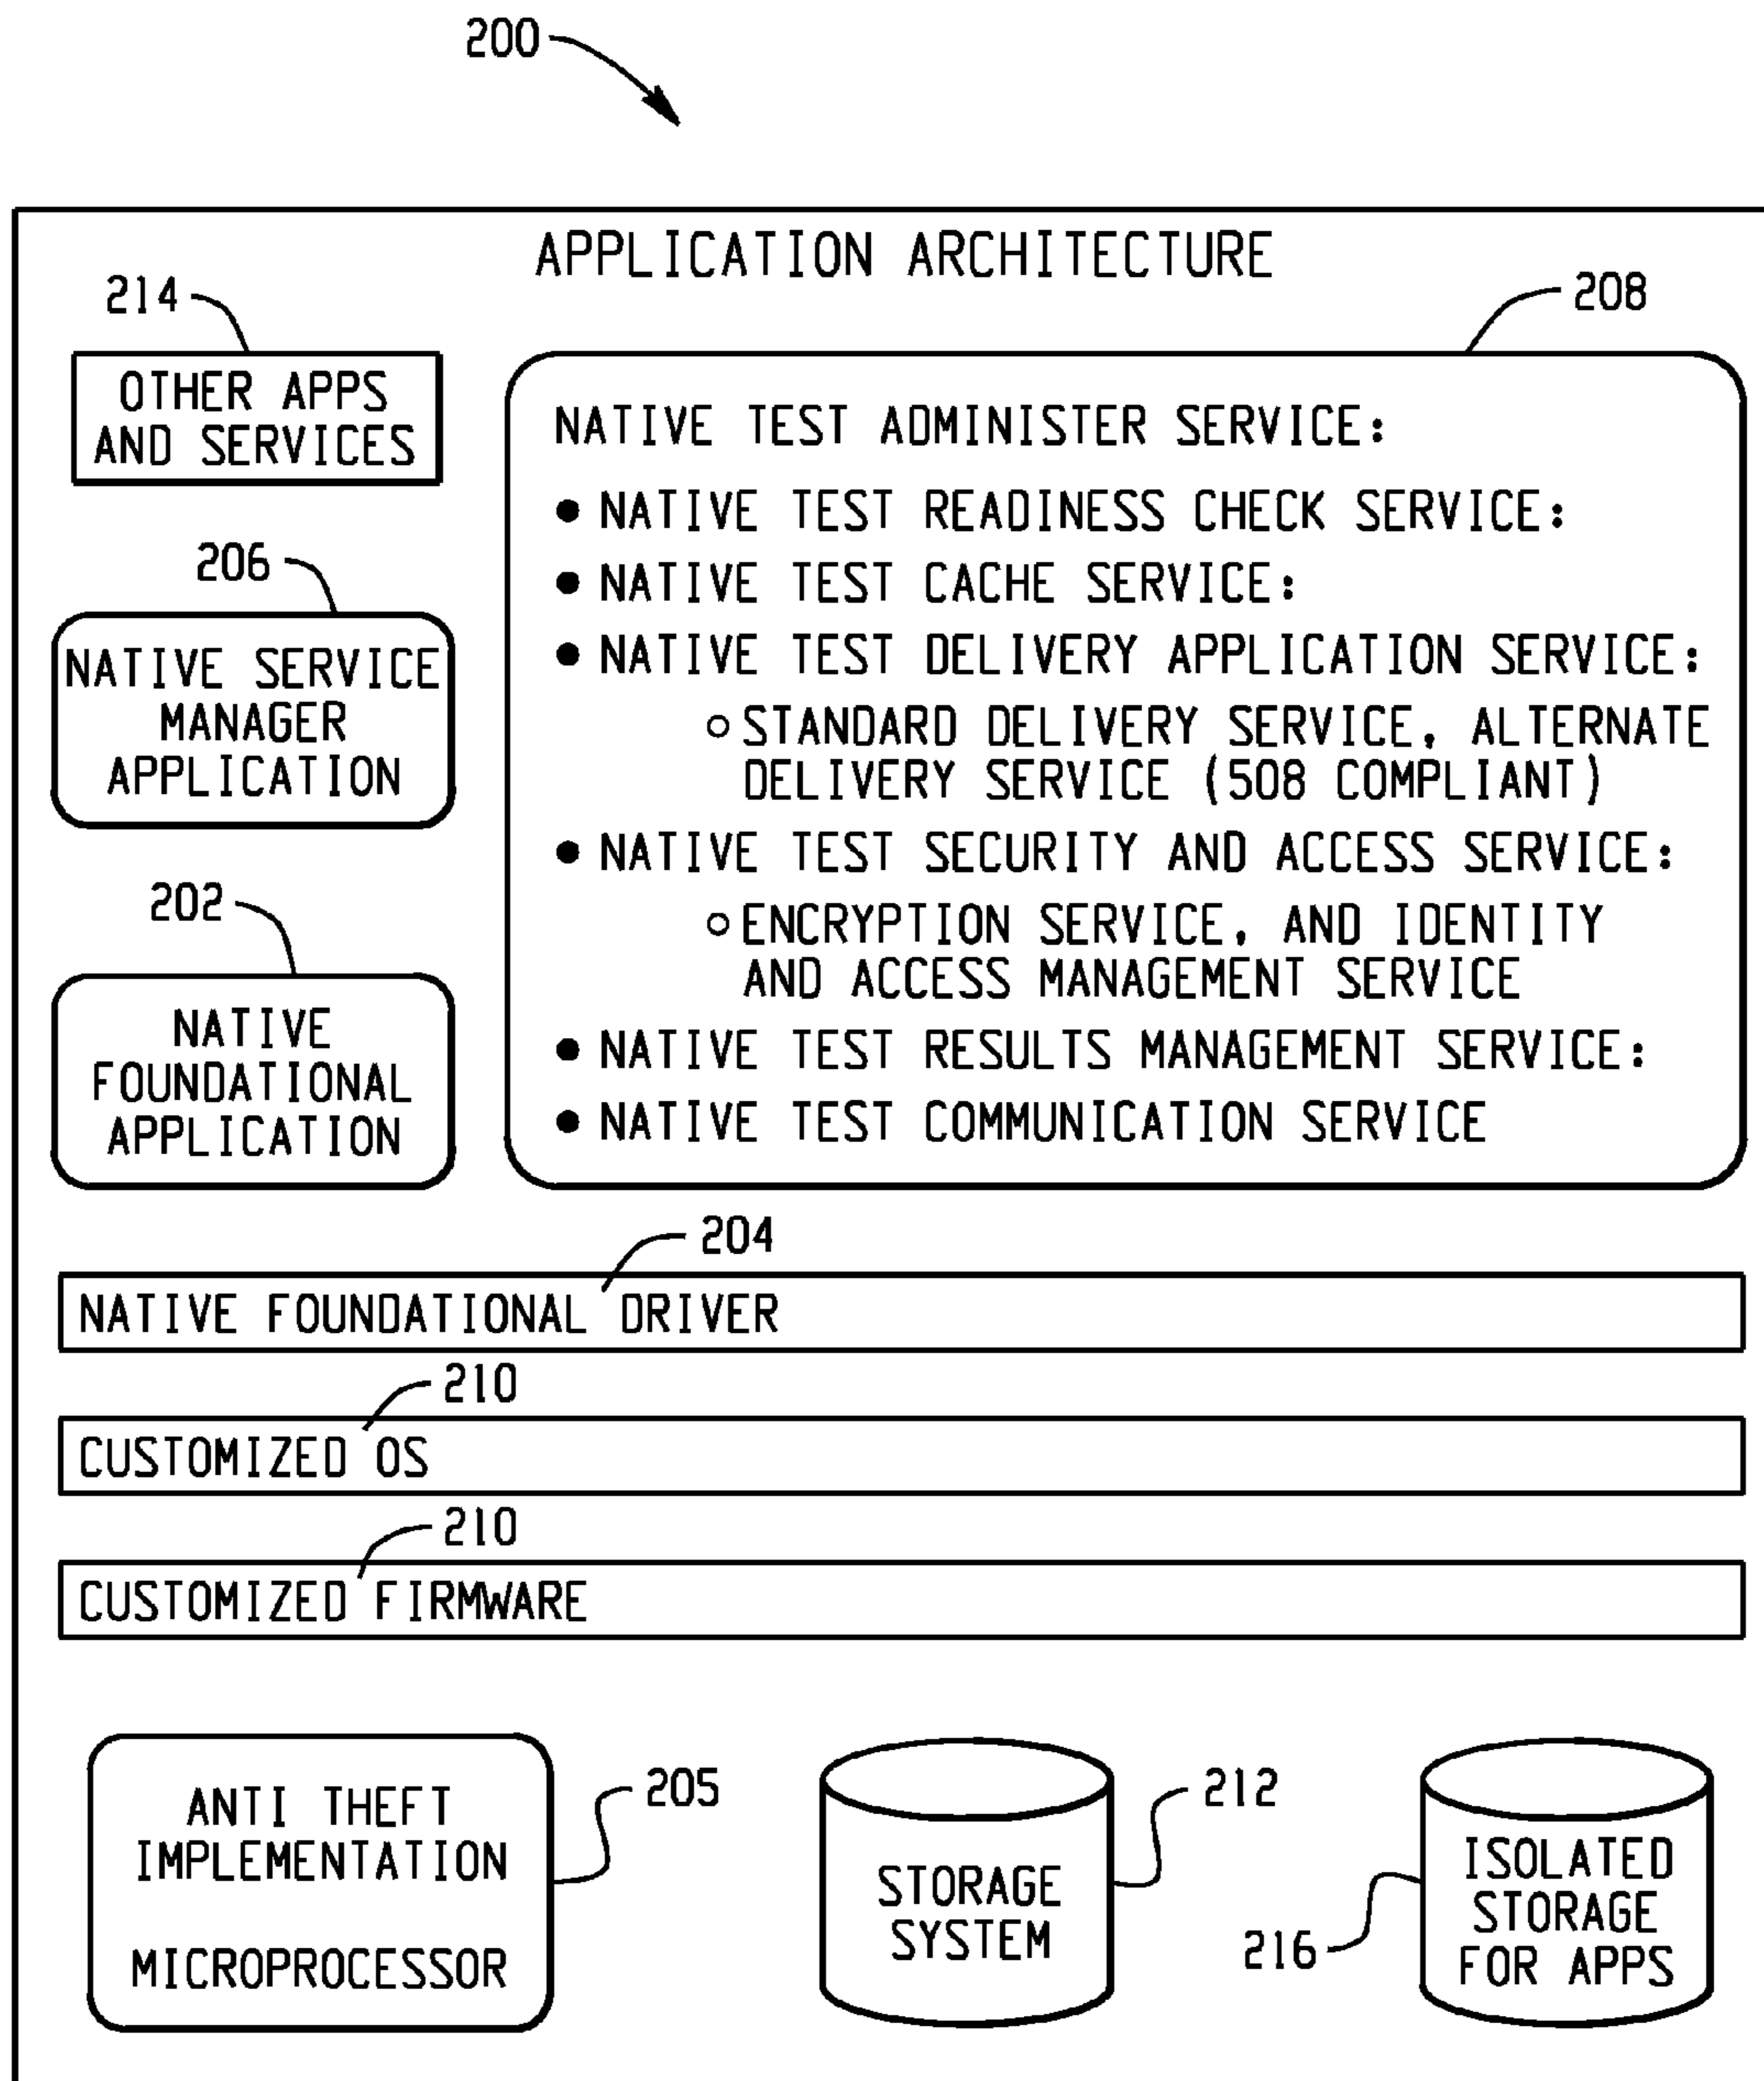 200
APPLICATION ARCHITECTURE
214
208
OTHER APPS
AND SERVICES
206
NATIVE SERVICE
MANAGER
APPLICATION
202
NATIVE
FOUNDATIONAL
APPLICATION
NATIVE TEST ADMINISTER SERVICE:
● NATIVE TEST READINESS CHECK SERVICE:
● NATIVE TEST CACHE SERVICE:
● NATIVE TEST DELIVERY APPLICATION SERVICE:
○ STANDARD DELIVERY SERVICE, ALTERNATE
DELIVERY SERVICE (508 COMPLIANT)
● NATIVE TEST SECURITY AND ACCESS SERVICE:
○ ENCRYPTION SERVICE, AND IDENTITY
AND ACCESS MANAGEMENT SERVICE
● NATIVE TEST RESULTS MANAGEMENT SERVICE:
● NATIVE TEST COMMUNICATION SERVICE
204
NATIVE FOUNDATIONAL DRIVER
210
CUSTOMIZED OS
210
CUSTOMIZED FIRMWARE
ANTI THEFT
IMPLEMENTATION
MICROPROCESSOR
205
STORAGE
SYSTEM
212
ISOLATED
STORAGE
FOR APPS
216